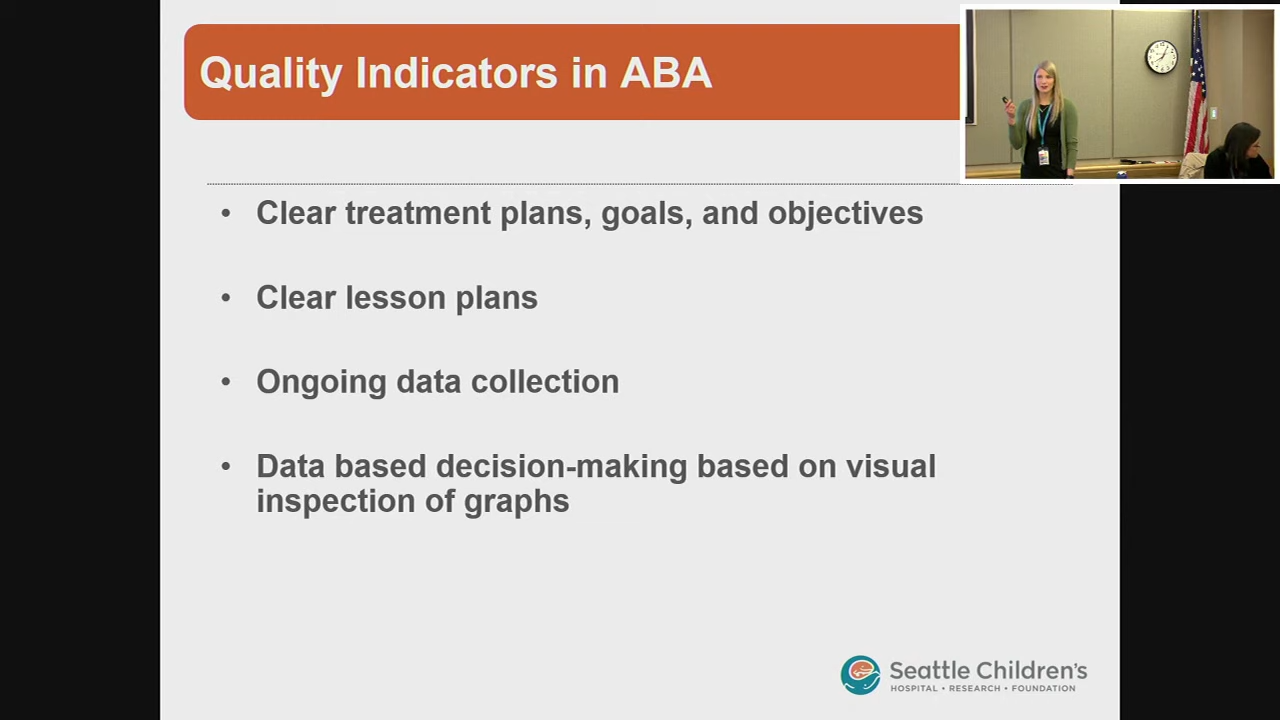 Quality Indicators in ABA
• Clear treatment plans, goals, and objectives
• Clear lesson plans
• Ongoing data collection
• Data based decision-making based on visual
inspection of graphs
Seattle Children's
HOSPITAL • RESEARCH • FOUNDATION